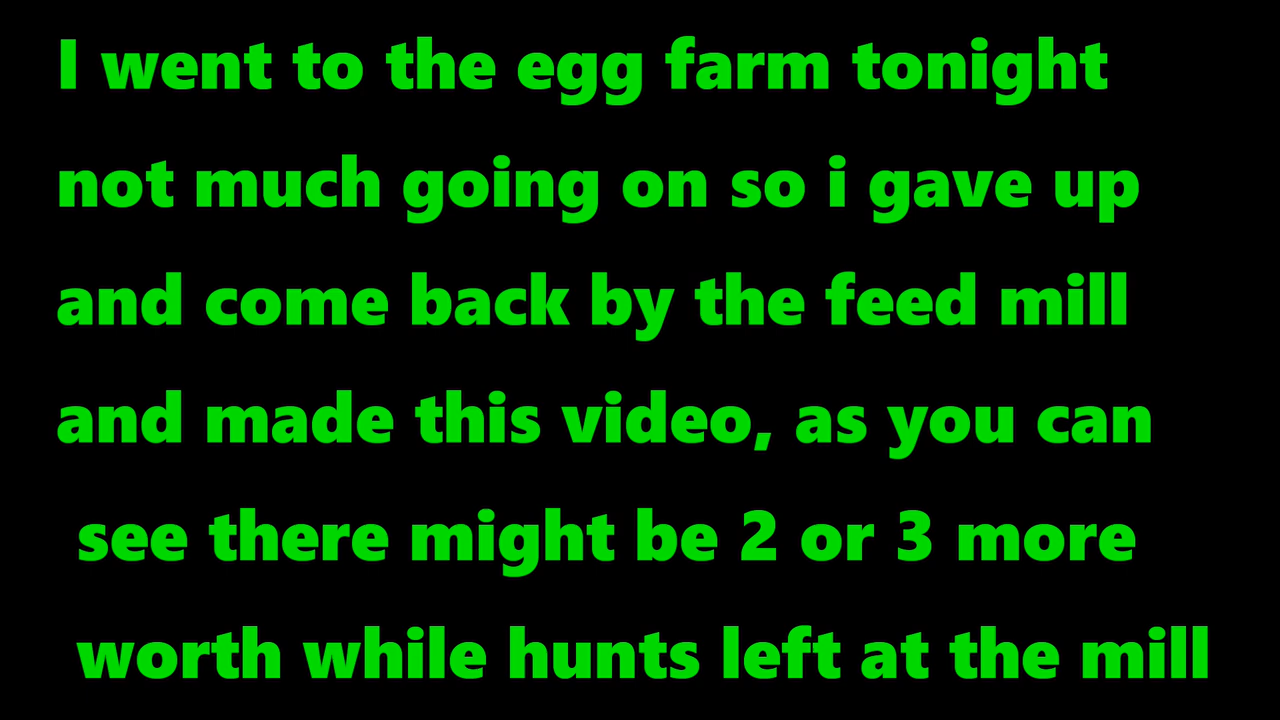 I went to the egg farm tonight
not much going on so i gave up
and come back by the feed mill
and made this video, as you can
see there might be 2 or 3 more
worth while hunts left at the mill